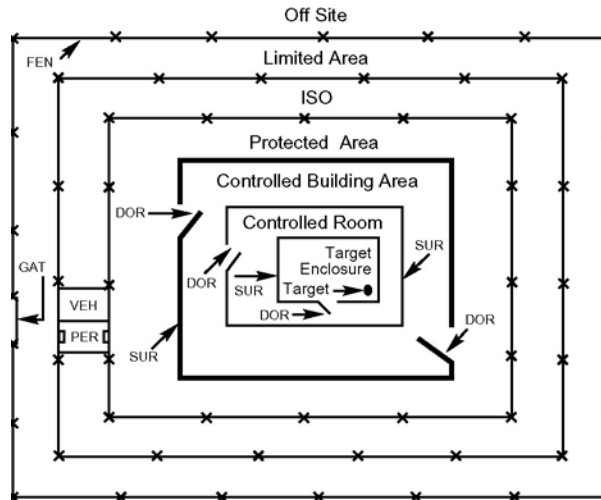 Off Site
FEN
Limited Area
ISO
Protected Area
Controlled Building Area
DOR
Controlled Room
Target
Enclosure
SUR
GAT
DOR
SUR
Target
VEH
DOR
DOR
PER
SUR